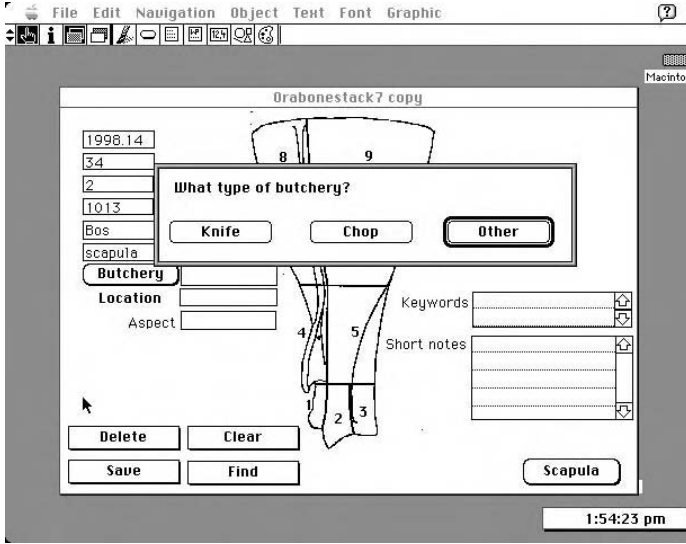 File Edit Navigation Object Text Font Graphic
Macinto
Orabonestack7 copy
1998.14
34
2
1013
Bos
scapula
Butchery
Location
Aspect
8
9
What type of butchery?
Knife Chop Other
4
5
1
2
3
Keywords
Short notes
Delete Clear
Save Find
Scapula
1:54:23 pm